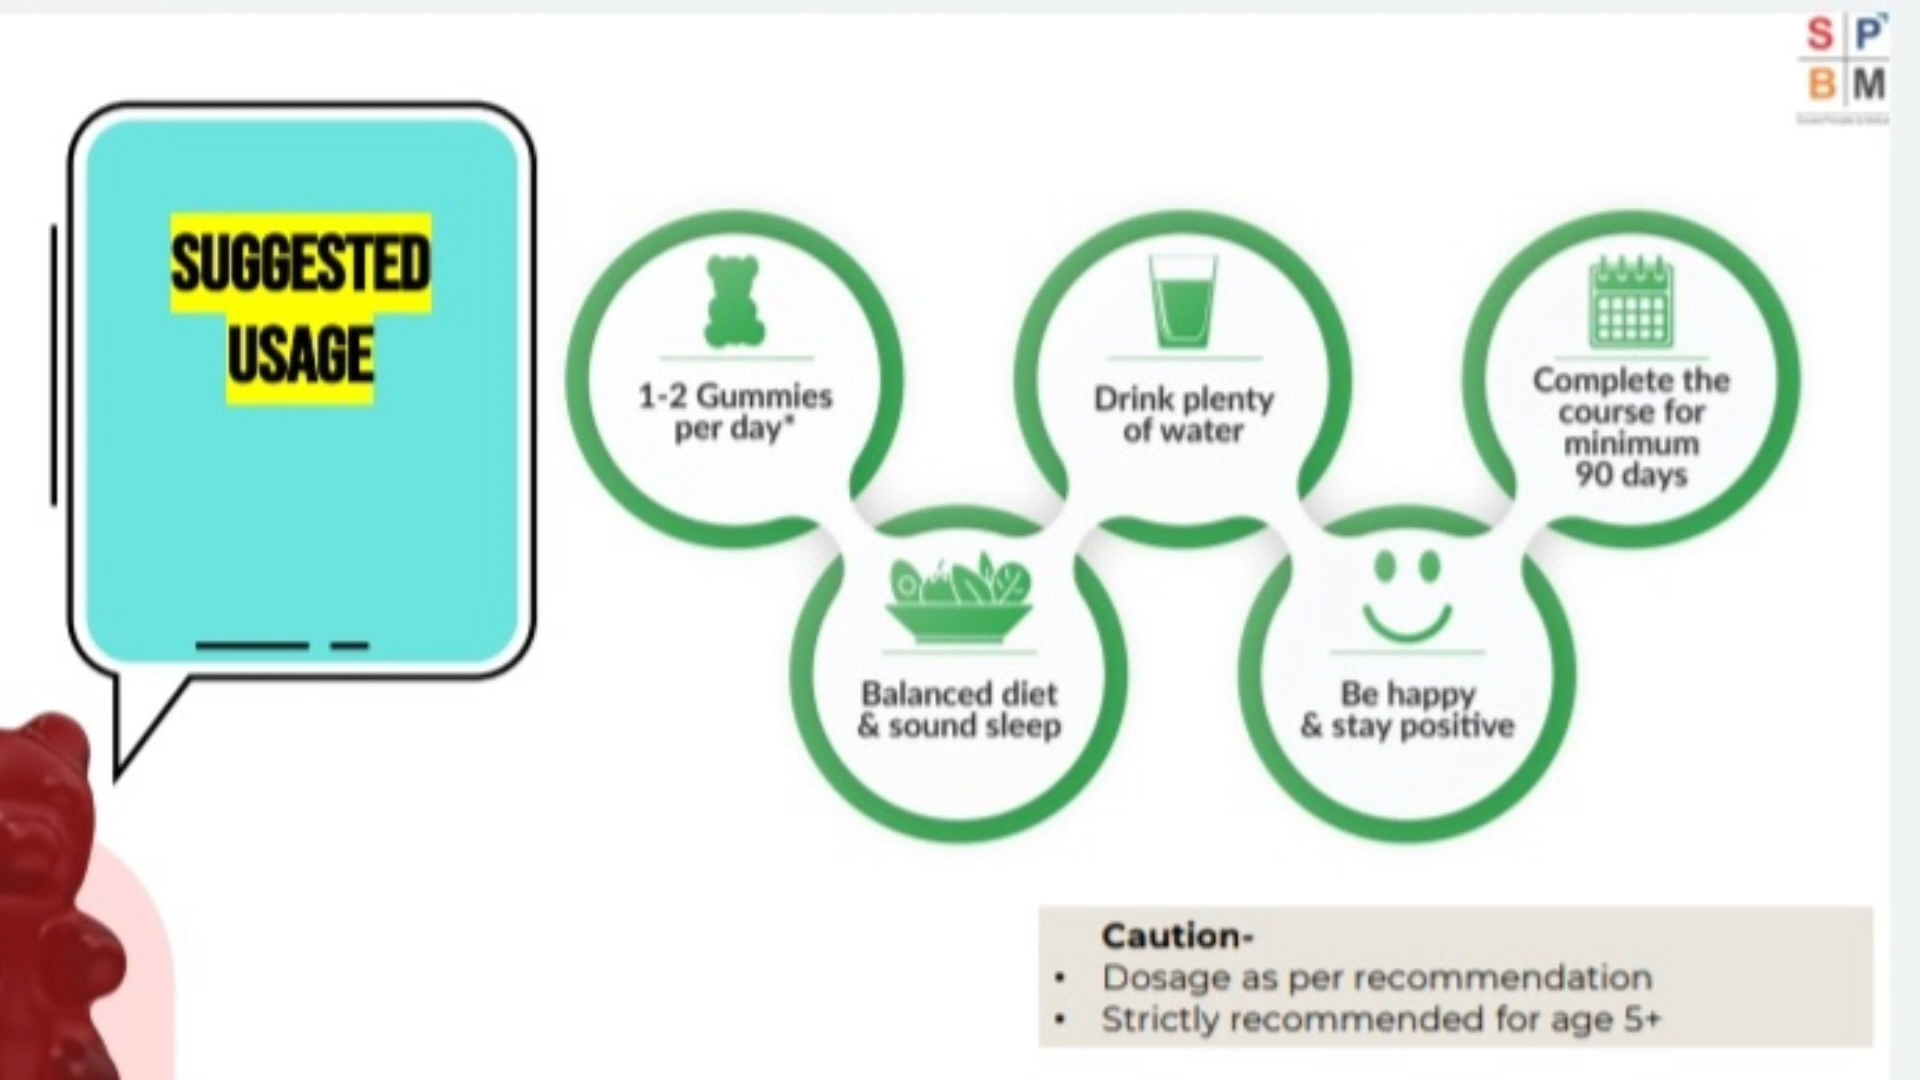 S P
B M
SUGGESTED
USAGE
1-2 Gummies
per day*
Drink plenty
of water
Complete the
course for
minimum
90 days
Balanced diet
& sound sleep
Be happy
& stay positive
Caution-
• Dosage as per recommendation
• Strictly recommended for age 5+